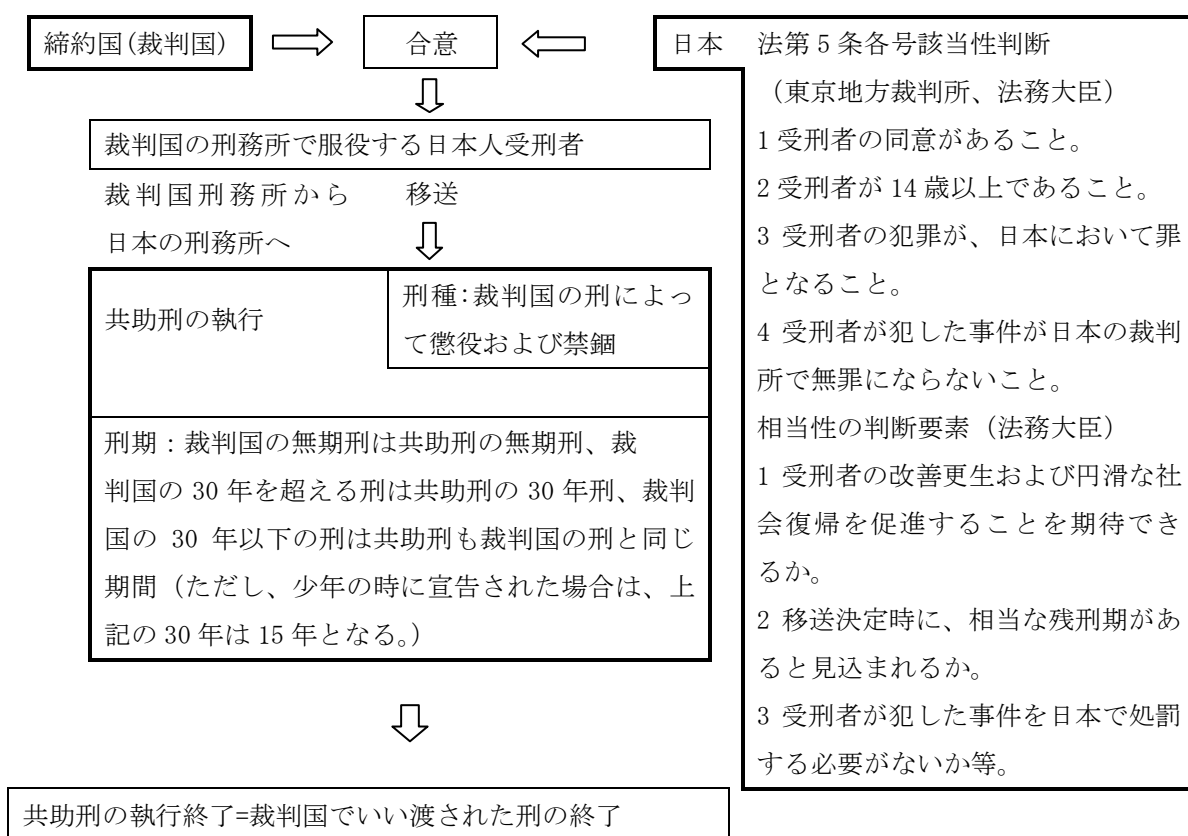 締約国(裁判国)
合意
裁判国の刑務所で服役する日本人受刑者
裁判国刑務所から 移送
日本の刑務所へ
共助刑の執行
刑種:裁判国の刑によっ
て懲役および禁錮
刑期：裁判国の無期刑は共助刑の無期刑、裁
判国の 30 年を超える刑は共助刑の 30 年刑、裁判
国の 30 年以下の刑は共助刑も裁判国の刑と同じ
期間（ただし、少年の時に宣告された場合は、上
記の 30 年は 15 年となる。）
共助刑の執行終了=裁判国でいい渡された刑の終了
日本 法第 5 条各号該当性判断
（東京地方裁判所、法務大臣）
1 受刑者の同意があること。
2 受刑者が 14 歳以上であること。
3 受刑者の犯罪が、日本において罪
となること。
4 受刑者が犯した事件が日本の裁判
所で無罪にならないこと。
相当性の判断要素（法務大臣）
1 受刑者の改善更生および円滑な社
会復帰を促進することを期待でき
るか。
2 移送決定時に、相当な残刑期があ
ると見込まれるか。
3 受刑者が犯した事件を日本で処罰
する必要がないか等。